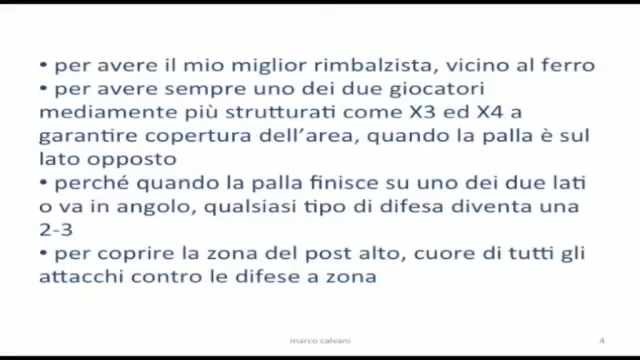 • per avere il mio miglior rimbalzista, vicino al ferro
• per avere sempre uno dei due giocatori
mediamente più strutturati come X3 ed X4 a
garantire copertura dell'area, quando la palla è sul
lato opposto
• perché quando la palla finisce su uno dei due lati
o va in angolo, qualsiasi tipo di difesa diventa una
2-3
• per coprire la zona del post alto, cuore di tutti gli
attacchi contro le difese a zona
marco calvani
4